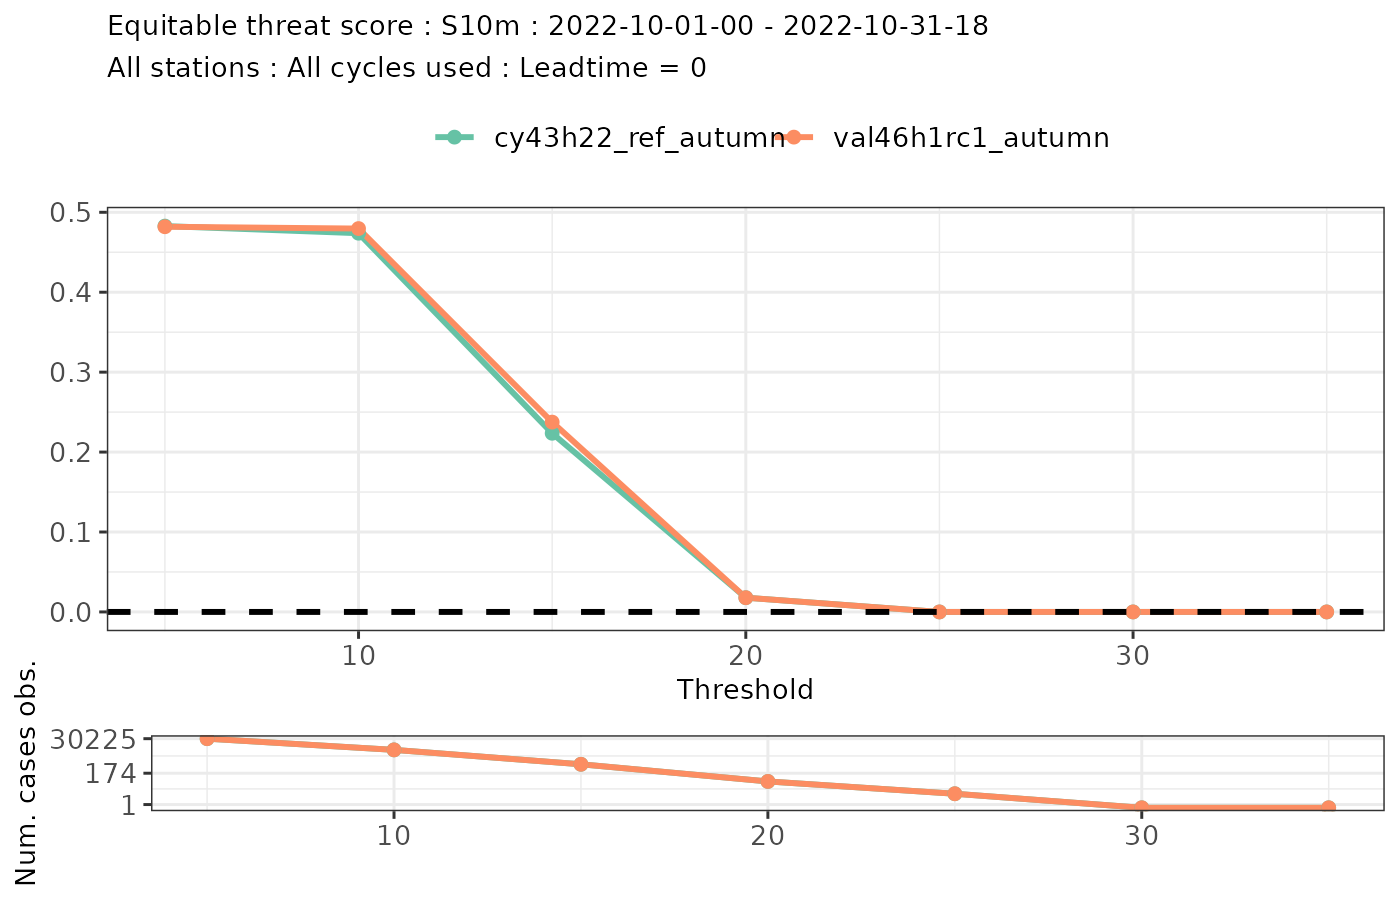 Equitable threat score : S10m : 2022-10-01-00 - 2022-10-31-18
All stations : All cycles used : Leadtime = 0
cy43h22_ref_autumn val46h1rc1_autumn
0.5
0.4
0.3
0.2
0.1
0.0
10 20 30
Threshold
Num. cases obs.
30225
174
1
10 20 30